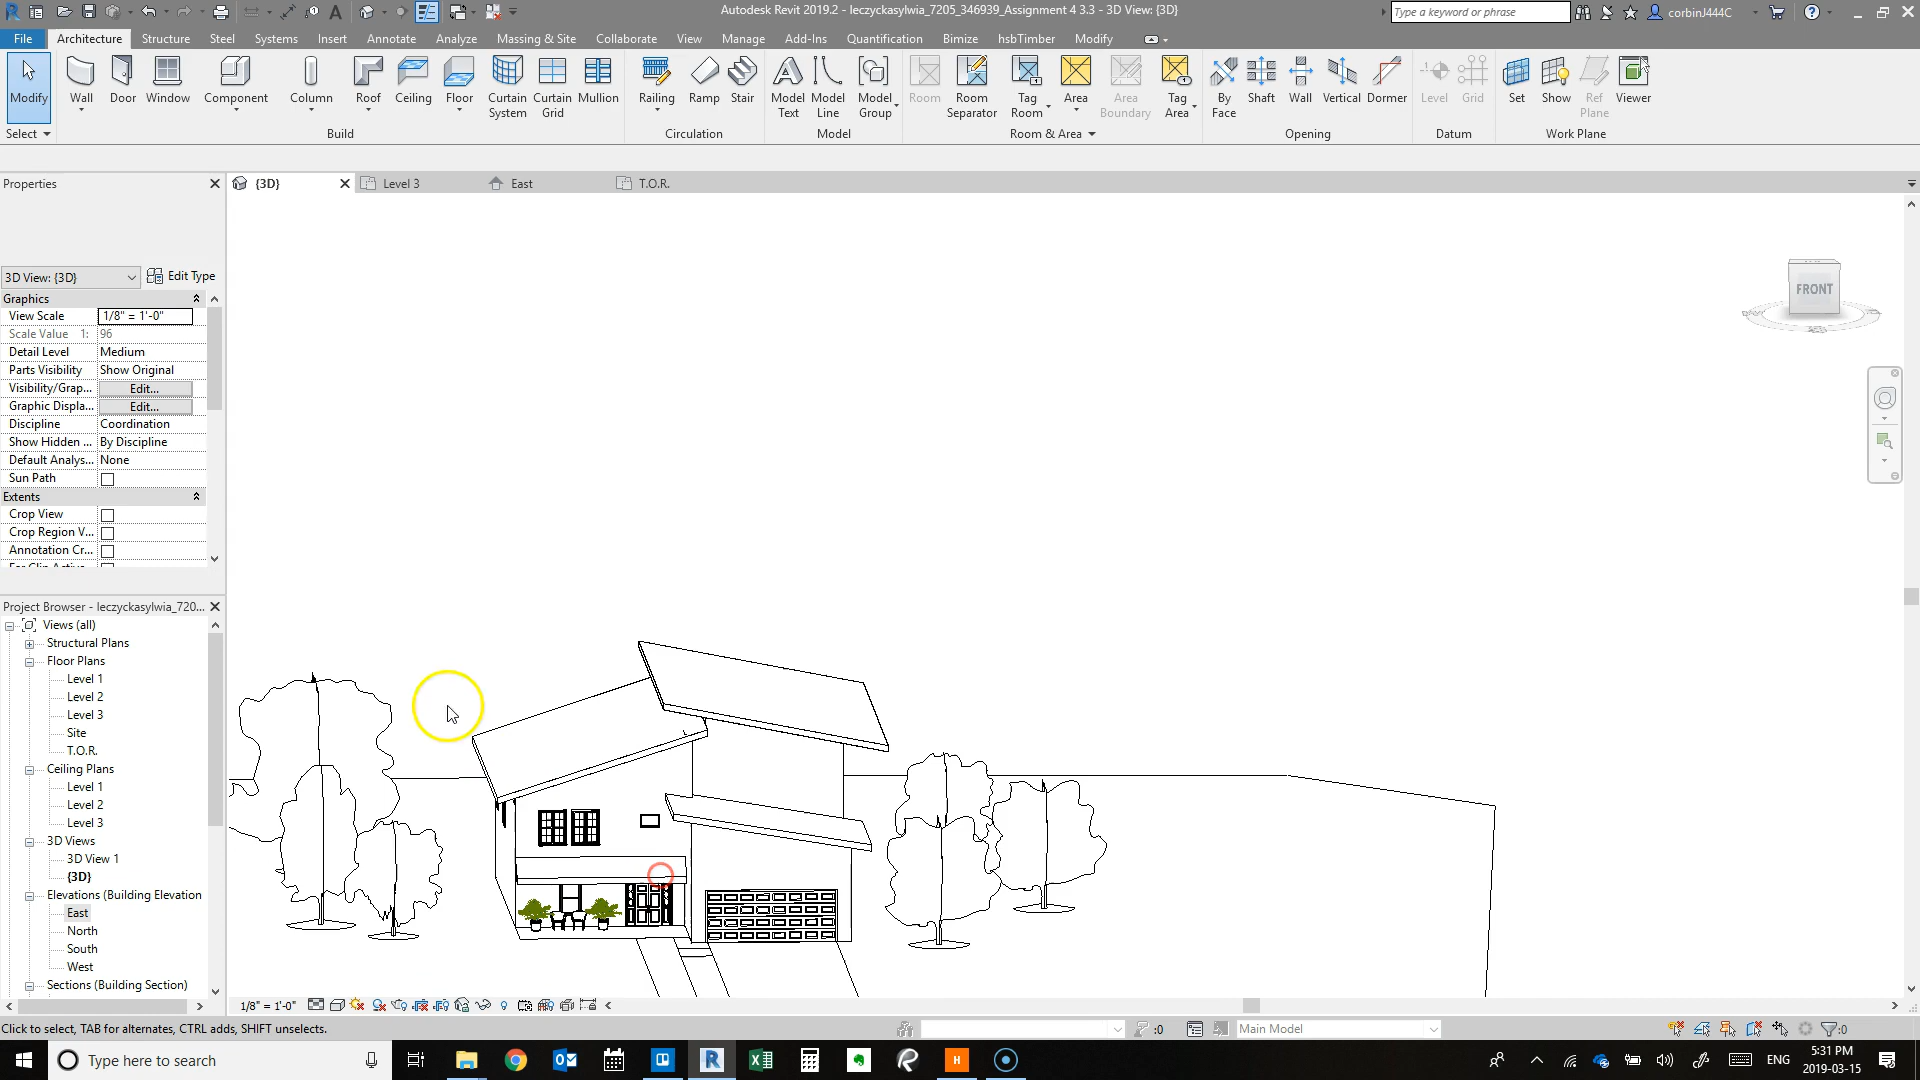 Autodesk Revit 2019.2 - leczyckasylwia_7205_346939_Assignment 4 3.3 - 3D View: {3D}
Type a keyword or phrase
corbinJ444C
File Architecture Structure Steel Systems Insert Annotate Analyze Massing & Site Collaborate View Manage Add-Ins Quantification Bimize hsbTimber Modify
Modify Wall Door Window Component Column Roof Ceiling Floor Curtain System Curtain Grid Mullion Railing Ramp Stair Model Text Model Line Model Group Room Room Separator Tag Room Area Area Boundary Tag Area By Face Shaft Wall Vertical Dormer Level Grid Set Show Ref Plane Viewer
Select Build Circulation Model Room & Area Opening Datum Work Plane
Properties
{3D} Level 3 East T.O.R.
FRONT
3D View: {3D} Edit Type
Graphics
View Scale 1/8" = 1'-0"
Scale Value 1: 96
Detail Level Medium
Parts Visibility Show Original
Visibility/Grap... Edit...
Graphic Displa... Edit...
Discipline Coordination
Show Hidden ... By Discipline
Default Analys... None
Sun Path
Extents
Crop View
Crop Region V...
Annotation Cr...
Project Browser - leczyckasylwia_720...
Views (all)
Structural Plans
Floor Plans
Level 1
Level 2
Level 3
Site
T.O.R.
Ceiling Plans
Level 1
Level 2
Level 3
3D Views
3D View 1
{3D}
Elevations (Building Elevation
East
North
South
West
Sections (Building Section)
1/8" = 1'-0"
Click to select, TAB for alternates, CTRL adds, SHIFT unselects.
:0
Main Model
:0
Type here to search
ENG
5:31 PM
2019-03-15